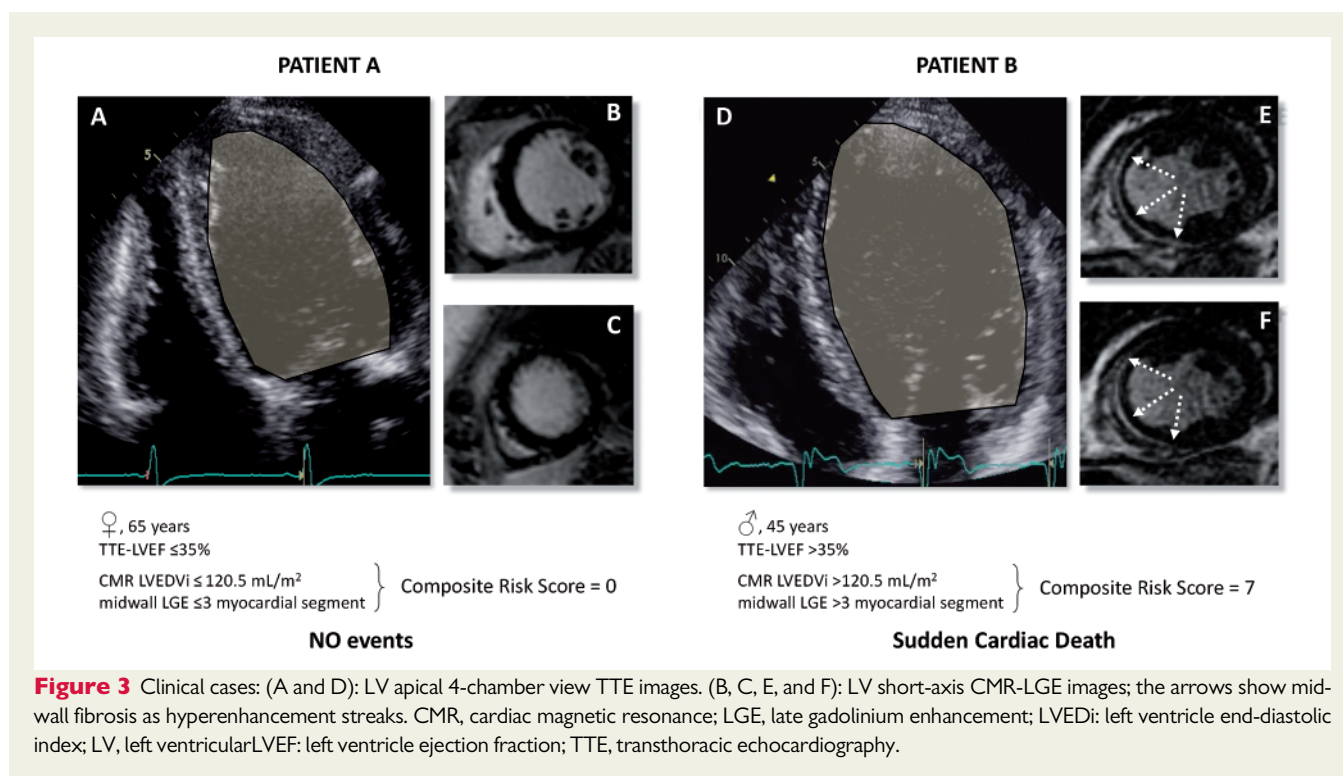 PATIENT A
PATIENT B
A
5
B
C
D
5
10
E
F
♀, 65 years
TTE-LVEF ≤35%
CMR LVEDVi ≤ 120.5 mL/m²
midwall LGE ≤3 myocardial segment
Composite Risk Score = 0
NO events
♂, 45 years
TTE-LVEF >35%
CMR LVEDVi >120.5 mL/m²
midwall LGE >3 myocardial segment
Composite Risk Score = 7
Sudden Cardiac Death
Figure 3 Clinical cases: (A and D): LV apical 4-chamber view TTE images. (B, C, E, and F): LV short-axis CMR-LGE images; the arrows show mid-
wall fibrosis as hyperenhancement streaks. CMR, cardiac magnetic resonance; LGE, late gadolinium enhancement; LVEDi: left ventricle end-diastolic
index; LV, left ventricularLVEF: left ventricle ejection fraction; TTE, transthoracic echocardiography.